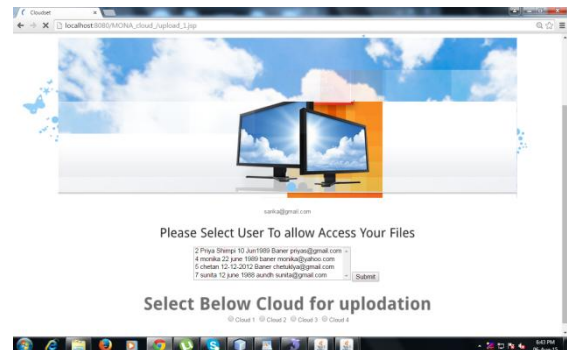 Cloudset
localhost:8080/MONA_cloud_/upload_1.jsp
sarika@gmail.com
Please Select User To allow Access Your Files
2 Priya Shimpi 10 Jun1989 Baner priyas@gmail.com
4 monika 22 june 1989 baner monika@yahoo.com
5 chetan 12-12-2012 Baner chetuklya@gmail.com
7 sunita 12 june 1988 aundh sunita@gmail.com
Submit
Select Below Cloud for uplodation
Cloud 1 Cloud 2 Cloud 3 Cloud 4
6:43 PM